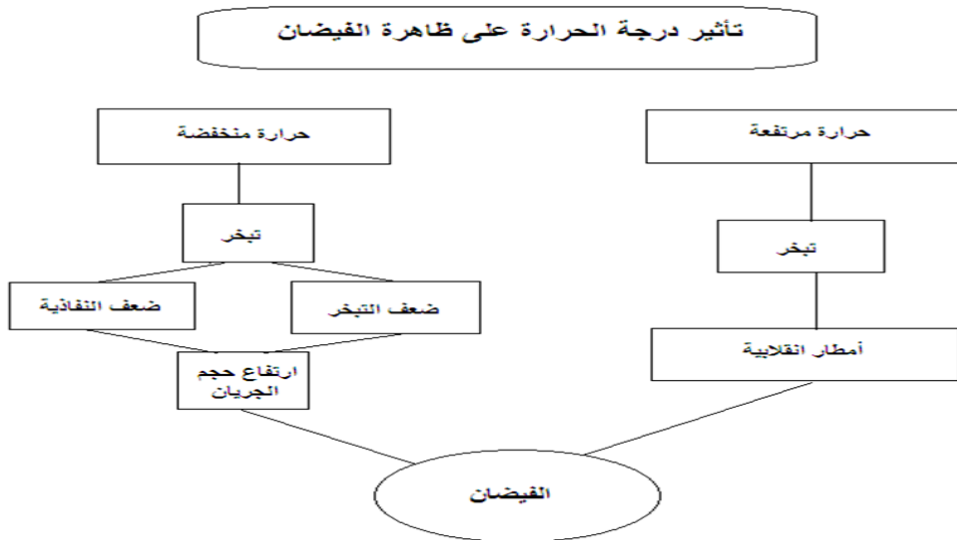 تأثير درجة الحرارة على ظاهرة الفيضان
حرارة مرتفعة
حرارة منخفضة
تبخر
تبخر
ضعف التبخر
ضعف النفاذية
أمطار انقلابية
ارتفاع حجم
الجريان
الفيضان